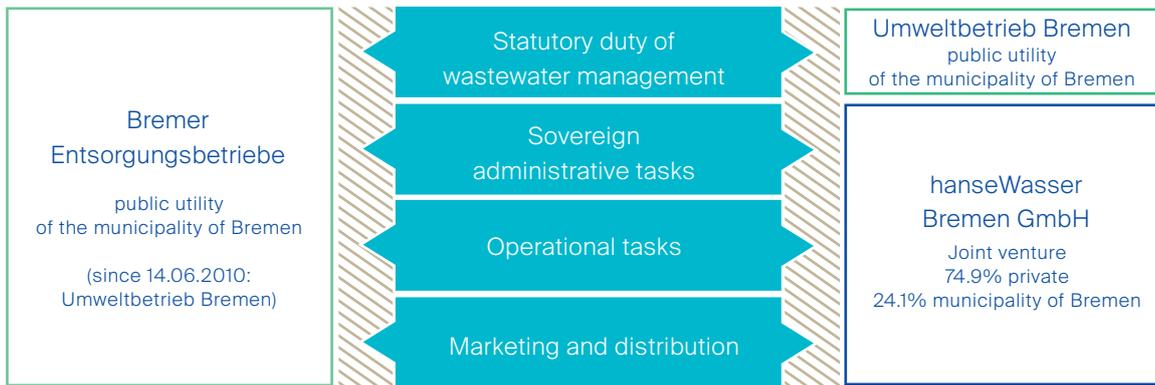 Bremer
Entsorgungsbetriebe
public utility
of the municipality of Bremen
(since 14.06.2010:
Umweltbetrieb Bremen)
Statutory duty of
wastewater management
Sovereign
administrative tasks
Operational tasks
Marketing and distribution
Umweltbetrieb Bremen
public utility
of the municipality of Bremen
hanseWasser
Bremen GmbH
Joint venture
74.9% private
24.1% municipality of Bremen